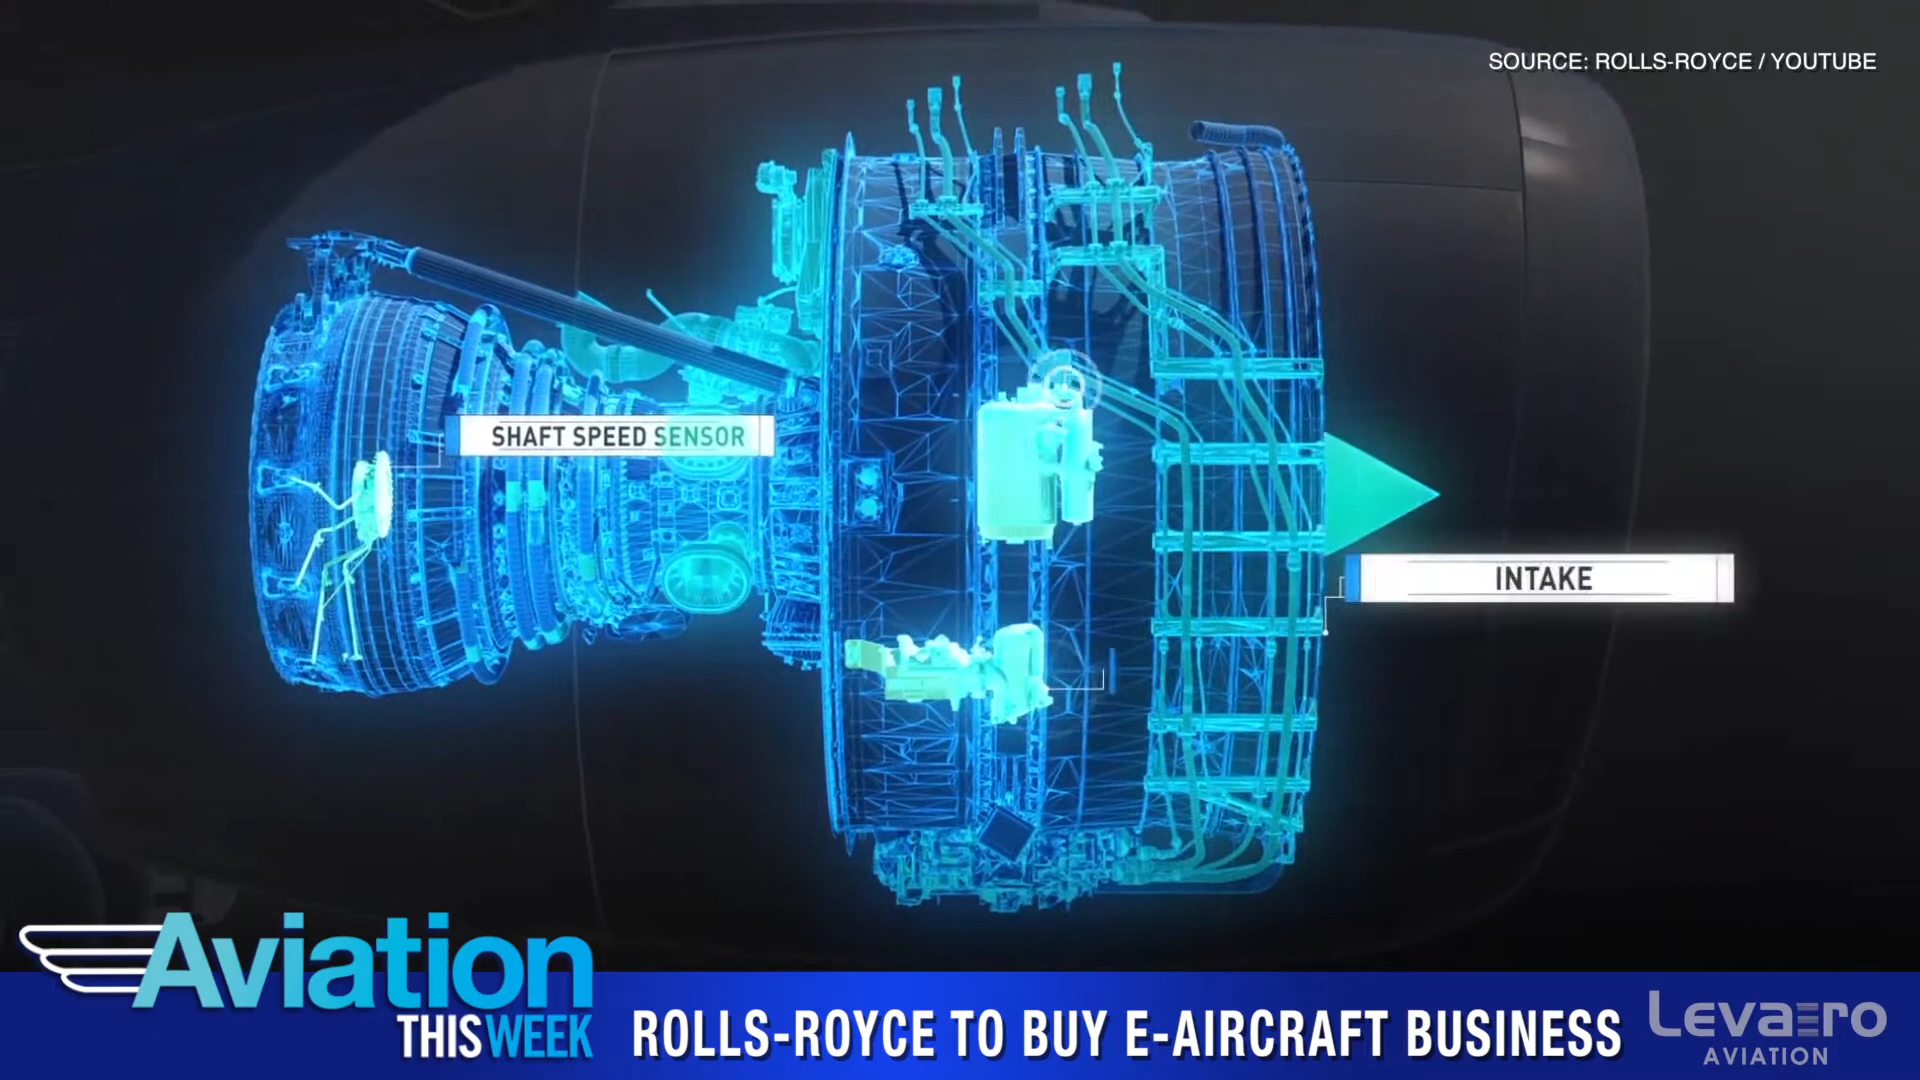 SOURCE: ROLLS-ROYCE / YOUTUBE
SHAFT SPEED SENSOR
INTAKE
Aviation
THIS WEEK
ROLLS-ROYCE TO BUY E-AIRCRAFT BUSINESS
Levaero
AVIATION